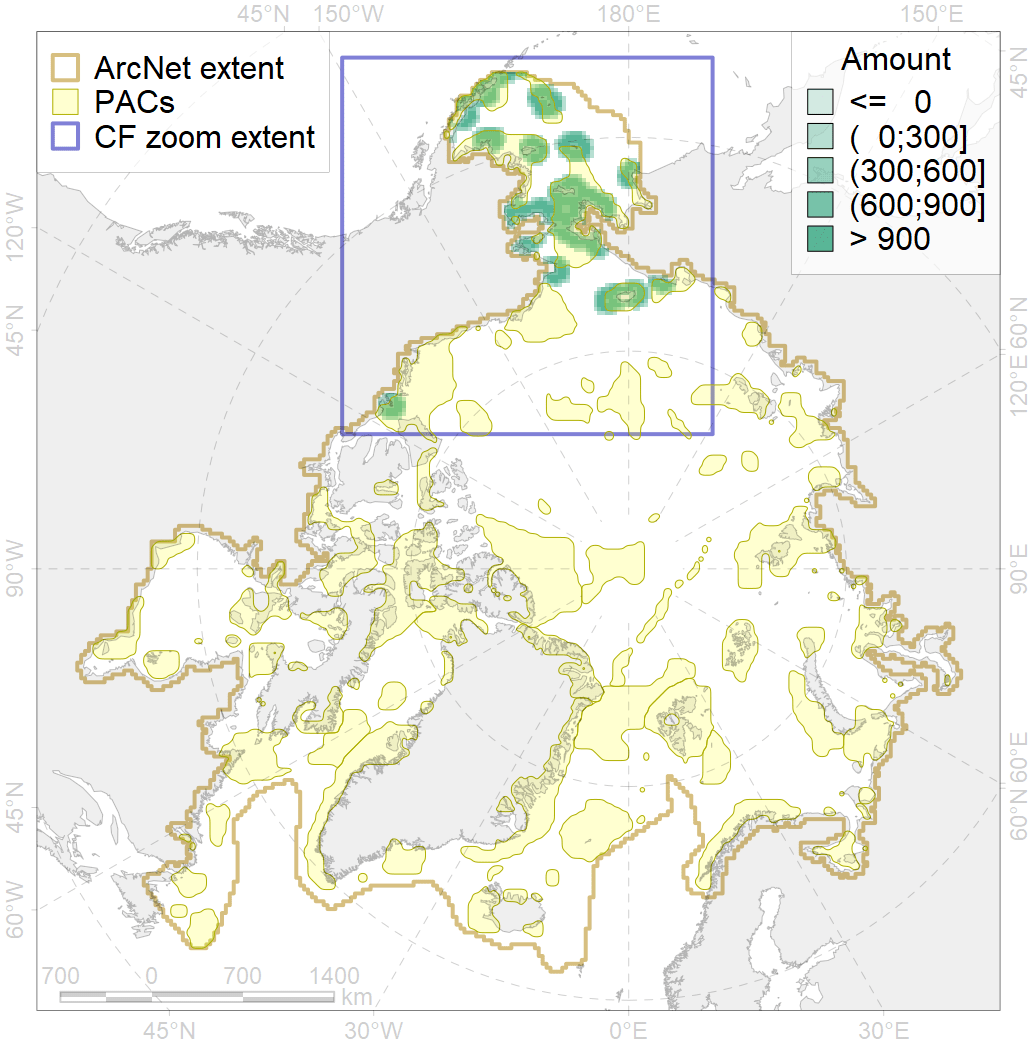 45°N 150°W 180°E 150°E
ArcNet extent
PACs
CF zoom extent
Amount
<= 0
( 0;300]
(300;600]
(600;900]
> 900
45°N
120°W
45°N
90°W
45°N
60°W
60°N
120°E
90°E
60°E
60°N
700 0 700 1400
km
45°W 30°W 0°E 30°E